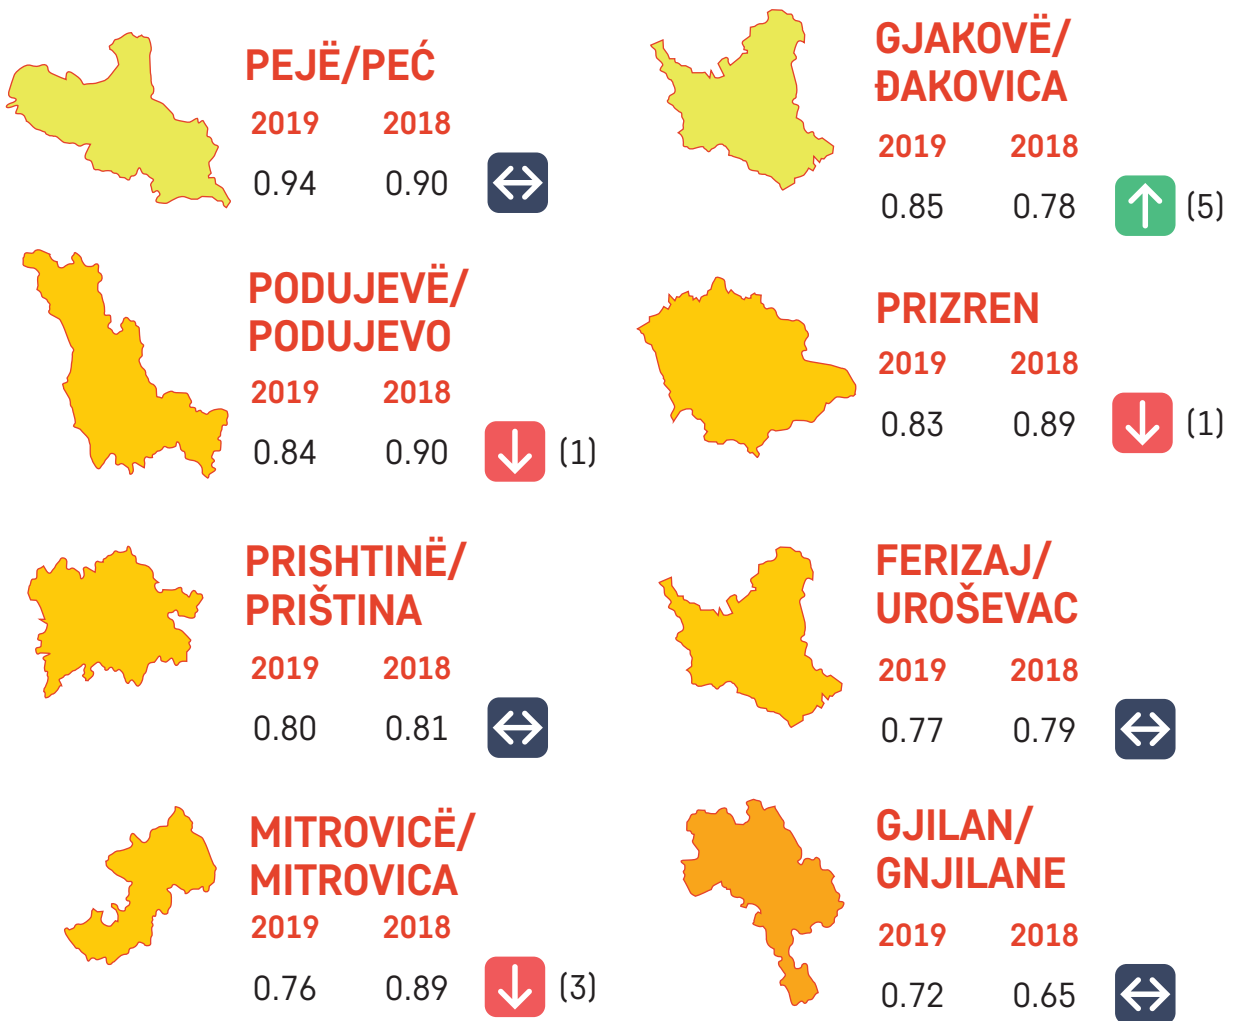 PEJË/PEĆ
2019 2018
0.94 0.90
GJAKOVË/
ĐAKOVICA
2019 2018
0.85 0.78 (5)
PODUJEVË/
PODUJEVO
2019 2018
0.84 0.90 (1)
PRIZREN
2019 2018
0.83 0.89 (1)
PRISHTINË/
PRIŠTINA
2019 2018
0.80 0.81
FERIZAJ/
UROŠEVAC
2019 2018
0.77 0.79
MITROVICË/
MITROVICA
2019 2018
0.76 0.89 (3)
GJILAN/
GNJILANE
2019 2018
0.72 0.65